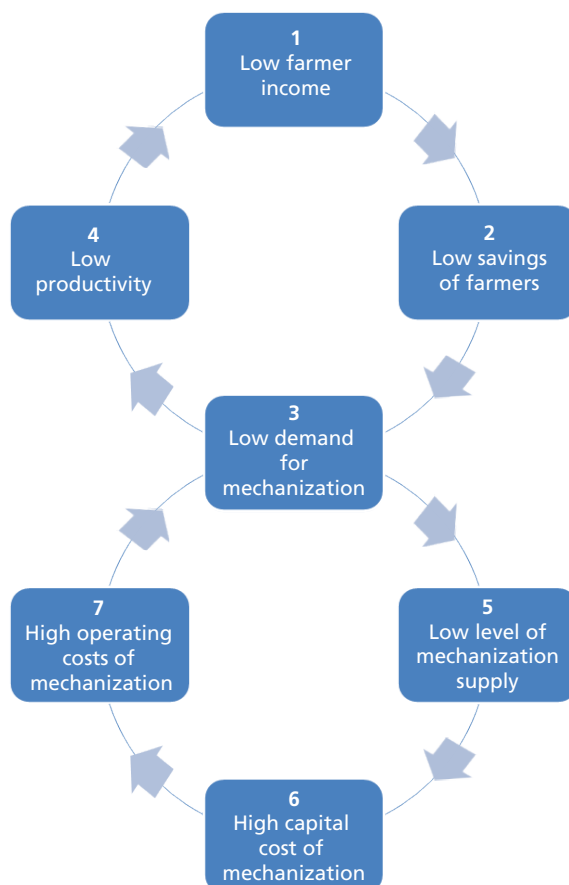 1
Low farmer
income
4
Low
productivity
2
Low savings
of farmers
3
Low demand
for
mechanization
7
High operating
costs of
mechanization
5
Low level of
mechanization
supply
6
High capital
cost of
mechanization